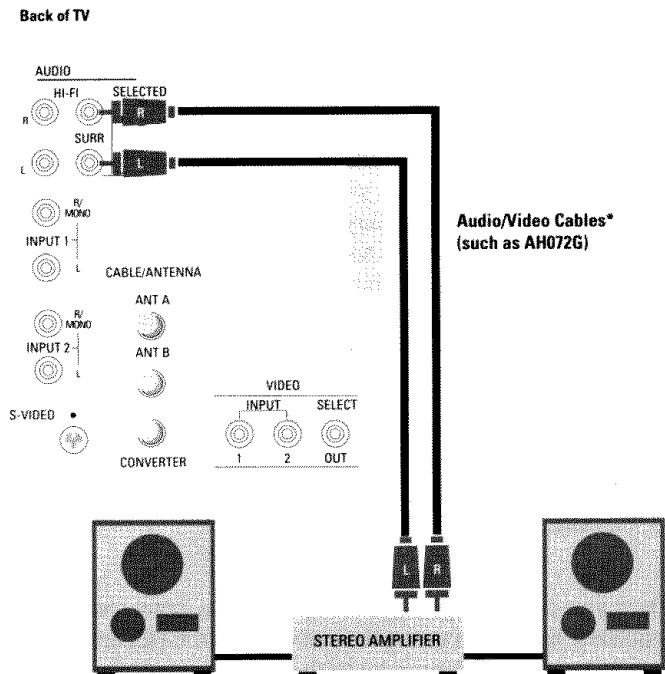 Back of TV
AUDIO
HI-FI SELECTED
R
R
SURR
L
L
R/
MONO
INPUT 1
L
Audio/Video Cables*
(such as AH072G)
CABLE/ANTENNA
ANT A
R/
MONO
INPUT 2
L
ANT B
VIDEO
INPUT SELECT
S-VIDEO
CONVERTER
1 2 OUT
L R
STEREO AMPLIFIER